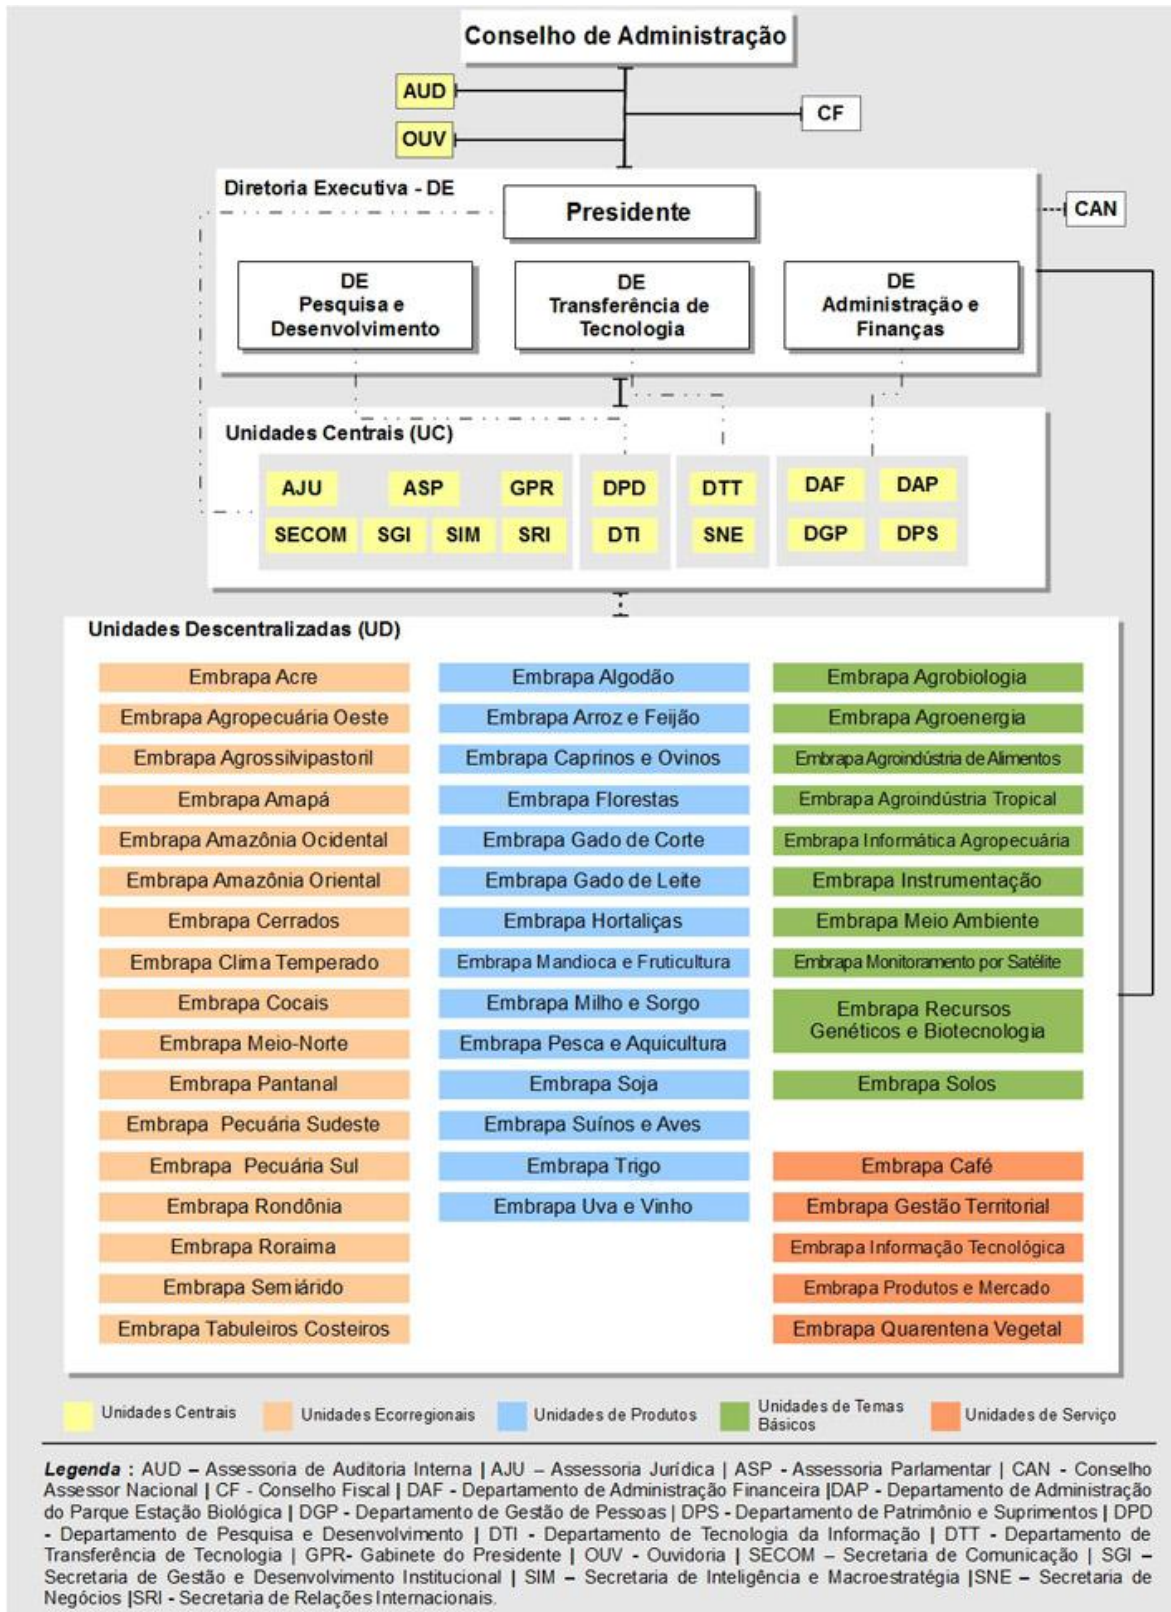 Conselho de Administração
AUD
CF
OUV
Diretoria Executiva - DE
Presidente
CAN
DE
Pesquisa e
Desenvolvimento
DE
Transferência de
Tecnologia
DE
Administração e
Finanças
Unidades Centrais (UC)
AJU ASP GPR DPD DTT DAF DAP
SECOM SGI SIM SRI DTI SNE DGP DPS
Unidades Descentralizadas (UD)
Embrapa Acre
Embrapa Agropecuária Oeste
Embrapa Agrossilvipastoril
Embrapa Amapá
Embrapa Amazônia Ocidental
Embrapa Amazônia Oriental
Embrapa Cerrados
Embrapa Clima Temperado
Embrapa Cocais
Embrapa Meio-Norte
Embrapa Pantanal
Embrapa Pecuária Sudeste
Embrapa Pecuária Sul
Embrapa Rondônia
Embrapa Roraima
Embrapa Semiárido
Embrapa Tabuleiros Costeiros
Embrapa Algodão
Embrapa Arroz e Feijão
Embrapa Caprinos e Ovinos
Embrapa Florestas
Embrapa Gado de Corte
Embrapa Gado de Leite
Embrapa Hortaliças
Embrapa Mandioca e Fruticultura
Embrapa Milho e Sorgo
Embrapa Pesca e Aquicultura
Embrapa Soja
Embrapa Suínos e Aves
Embrapa Trigo
Embrapa Uva e Vinho
Embrapa Agrobiologia
Embrapa Agroenergia
Embrapa Agroindústria de Alimentos
Embrapa Agroindústria Tropical
Embrapa Informática Agropecuária
Embrapa Instrumentação
Embrapa Meio Ambiente
Embrapa Monitoramento por Satélite
Embrapa Recursos
Genéticos e Biotecnologia
Embrapa Solos
Embrapa Café
Embrapa Gestão Territorial
Embrapa Informação Tecnológica
Embrapa Produtos e Mercado
Embrapa Quarentena Vegetal
Unidades Centrais
Unidades Ecorregionais
Unidades de Produtos
Unidades de Temas
Básicos
Unidades de Serviço
Legenda : AUD – Assessoria de Auditoria Interna | AJU – Assessoria Jurídica | ASP - Assessoria Parlamentar | CAN - Conselho
Assessor Nacional | CF - Conselho Fiscal | DAF - Departamento de Administração Financeira |DAP - Departamento de Administração
do Parque Estação Biológica | DGP - Departamento de Gestão de Pessoas | DPS - Departamento de Patrimônio e Suprimentos | DPD
- Departamento de Pesquisa e Desenvolvimento | DTI - Departamento de Tecnologia da Informação | DTT - Departamento de
Transferência de Tecnologia | GPR- Gabinete do Presidente | OUV - Ouvidoria | SECOM – Secretaria de Comunicação | SGI –
Secretaria de Gestão e Desenvolvimento Institucional | SIM – Secretaria de Inteligência e Macroestratégia |SNE – Secretaria de
Negócios |SRI - Secretaria de Relações Internacionais.